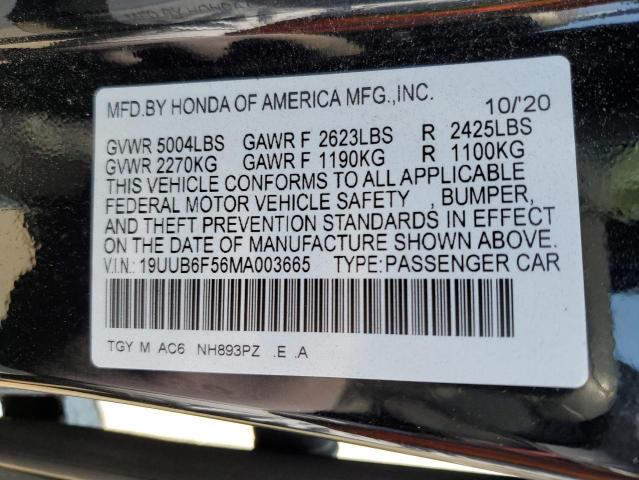 MFD.BY HONDA OF AMERICA MFG.,INC. 10/'20
GVWR 5004LBS GAWR F 2623LBS R 2425LBS
GVWR 2270KG GAWR F 1190KG R 1100KG
THIS VEHICLE CONFORMS TO ALL APPLICABLE
FEDERAL MOTOR VEHICLE SAFETY , BUMPER,
AND THEFT PREVENTION STANDARDS IN EFFECT
ON THE DATE OF MANUFACTURE SHOWN ABOVE.
V.I.N.: 19UUB6F56MA003665 TYPE:PASSENGER CAR
TGY M AC6 NH893PZ .E .A